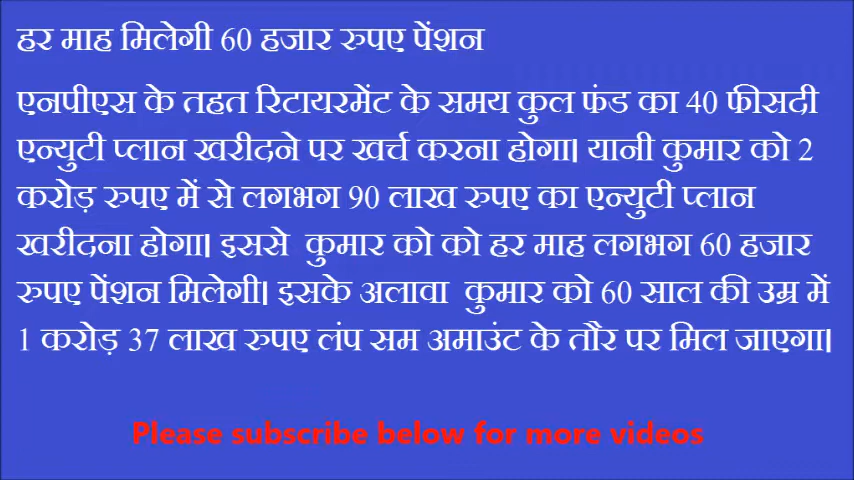 हर माह मिलेगी 60 हजार रुपए पेंशन
एनपीएस के तहत रिटायरमेंट के समय कुल फंड का 40 फीसदी
एन्युटी प्लान खरीदने पर खर्च करना होगा। यानी कुमार को 2
करोड़ रुपए में से लगभग 90 लाख रुपए का एन्युटी प्लान
खरीदना होगा। इससे कुमार को को हर माह लगभग 60 हजार
रुपए पेंशन मिलेगी। इसके अलावा कुमार को 60 साल की उम्र में
1 करोड़ 37 लाख रुपए लंप सम अमाउंट के तौर पर मिल जाएगा।
Please subscribe below for more videos